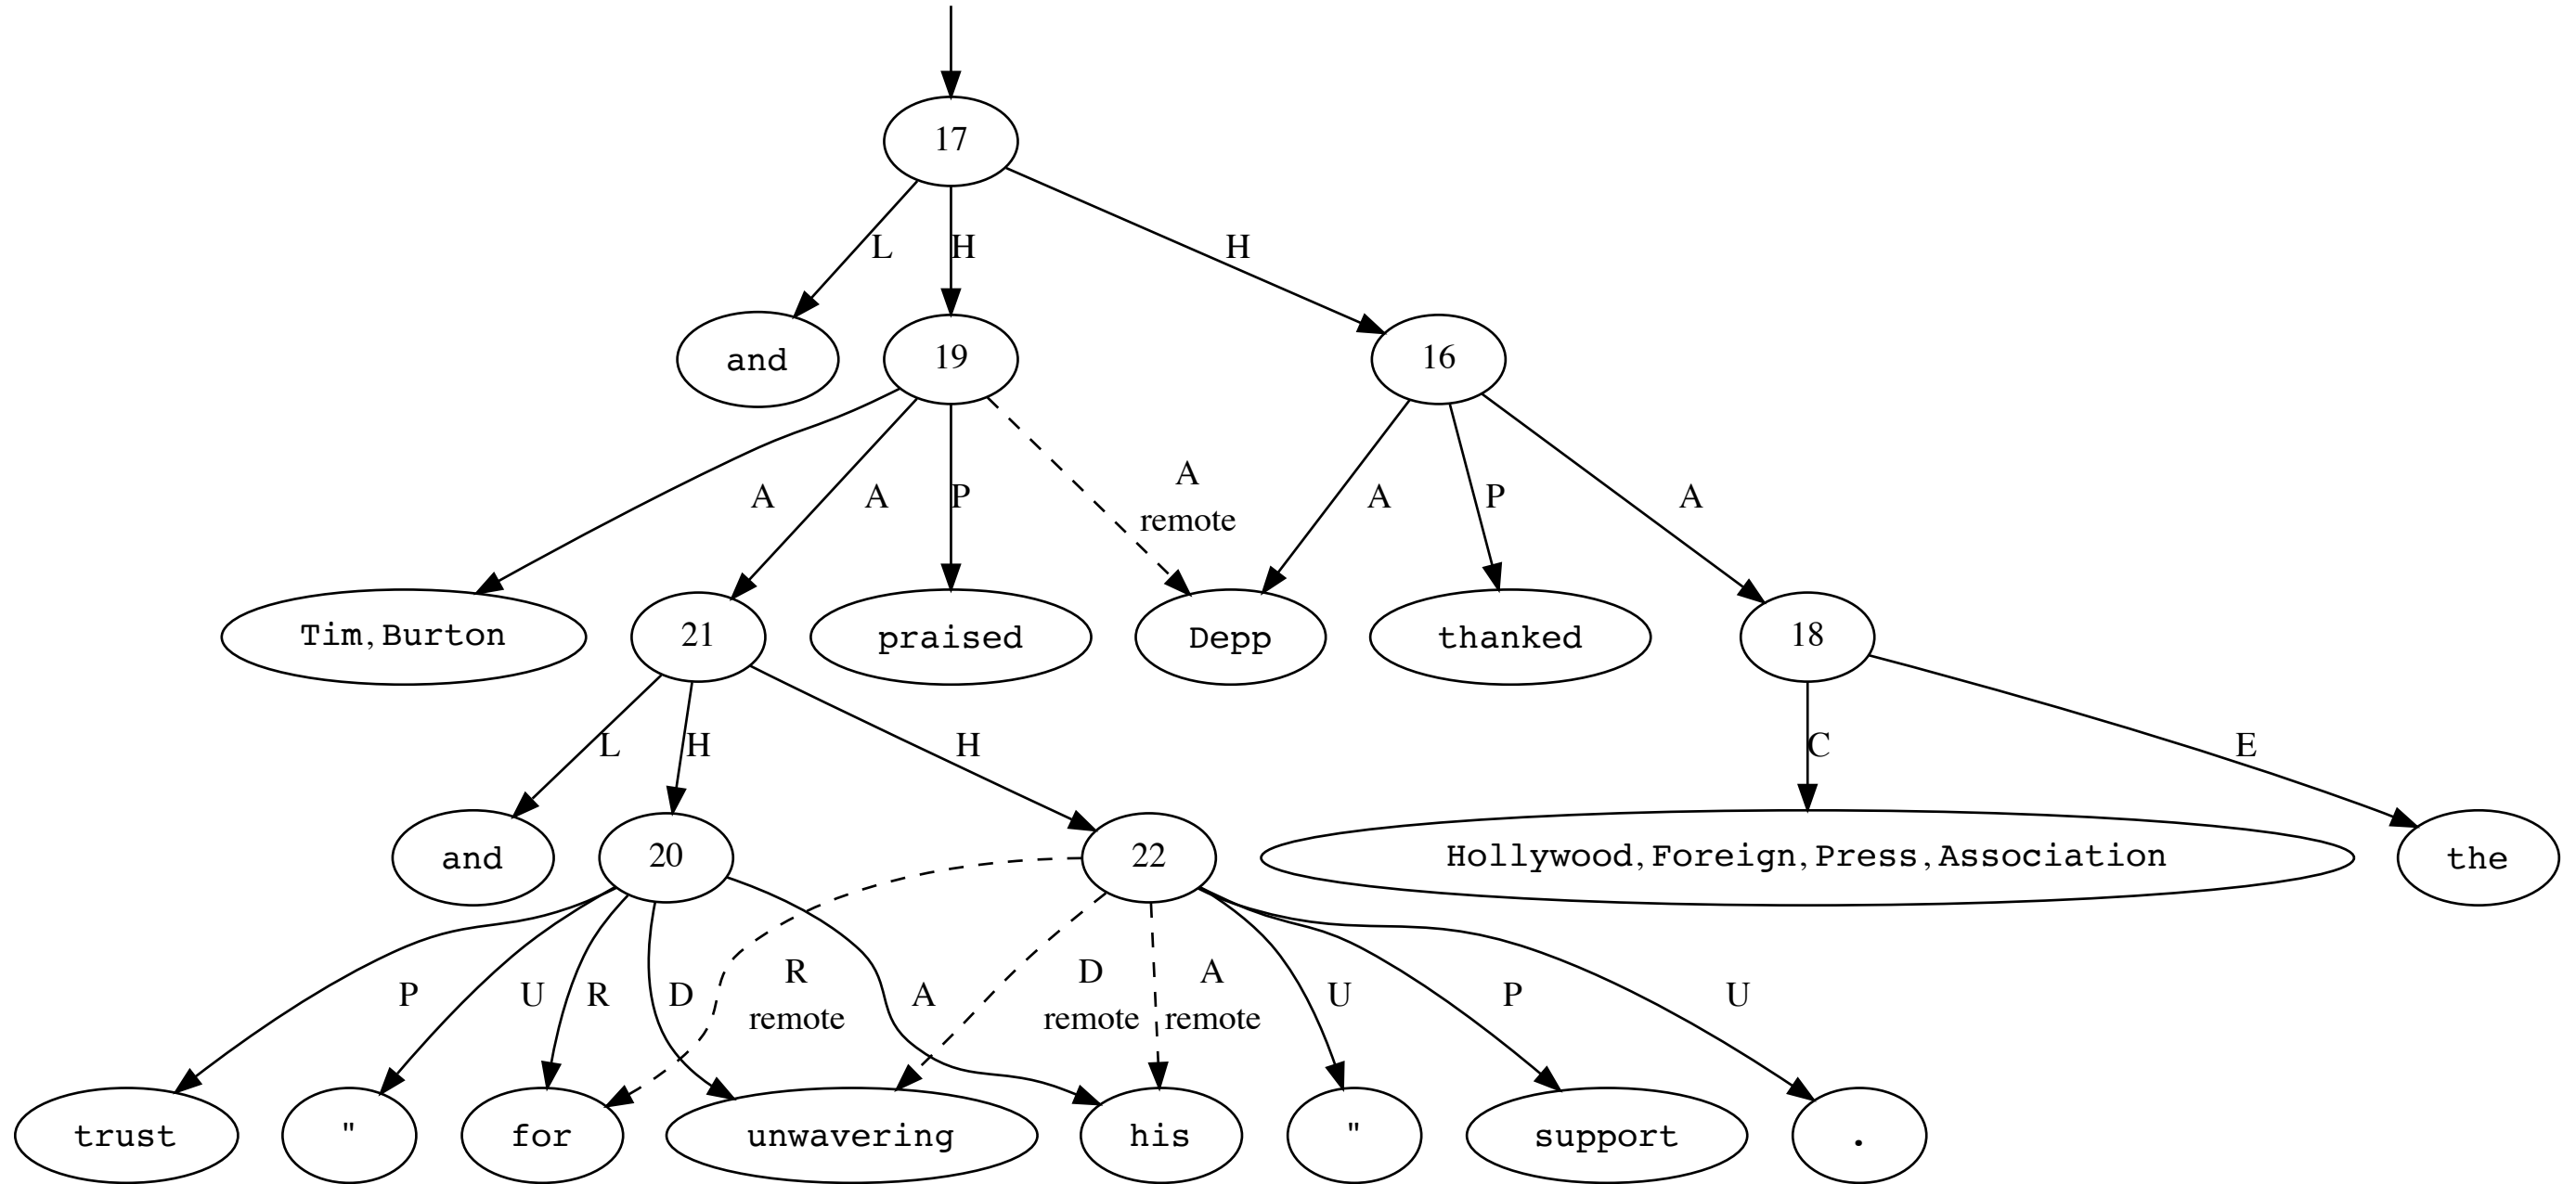 17
L H H
and 19 16
A
A A P remote A P A
Tim, Burton 21 praised Depp thanked 18
L H H C E
and 20 22 Hollywood, Foreign, Press, Association the
R D A
P U R D remote A remote remote U P U
trust " for unwavering his " support .